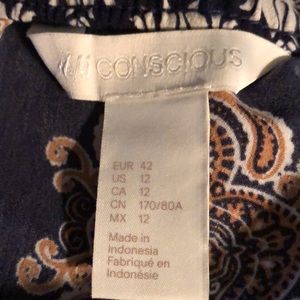 H&M CONSCIOUS
EUR 42
US 12
CA 12
CN 170/80A
MX 12
Made in
Indonesia
Fabriqué en
Indonésie